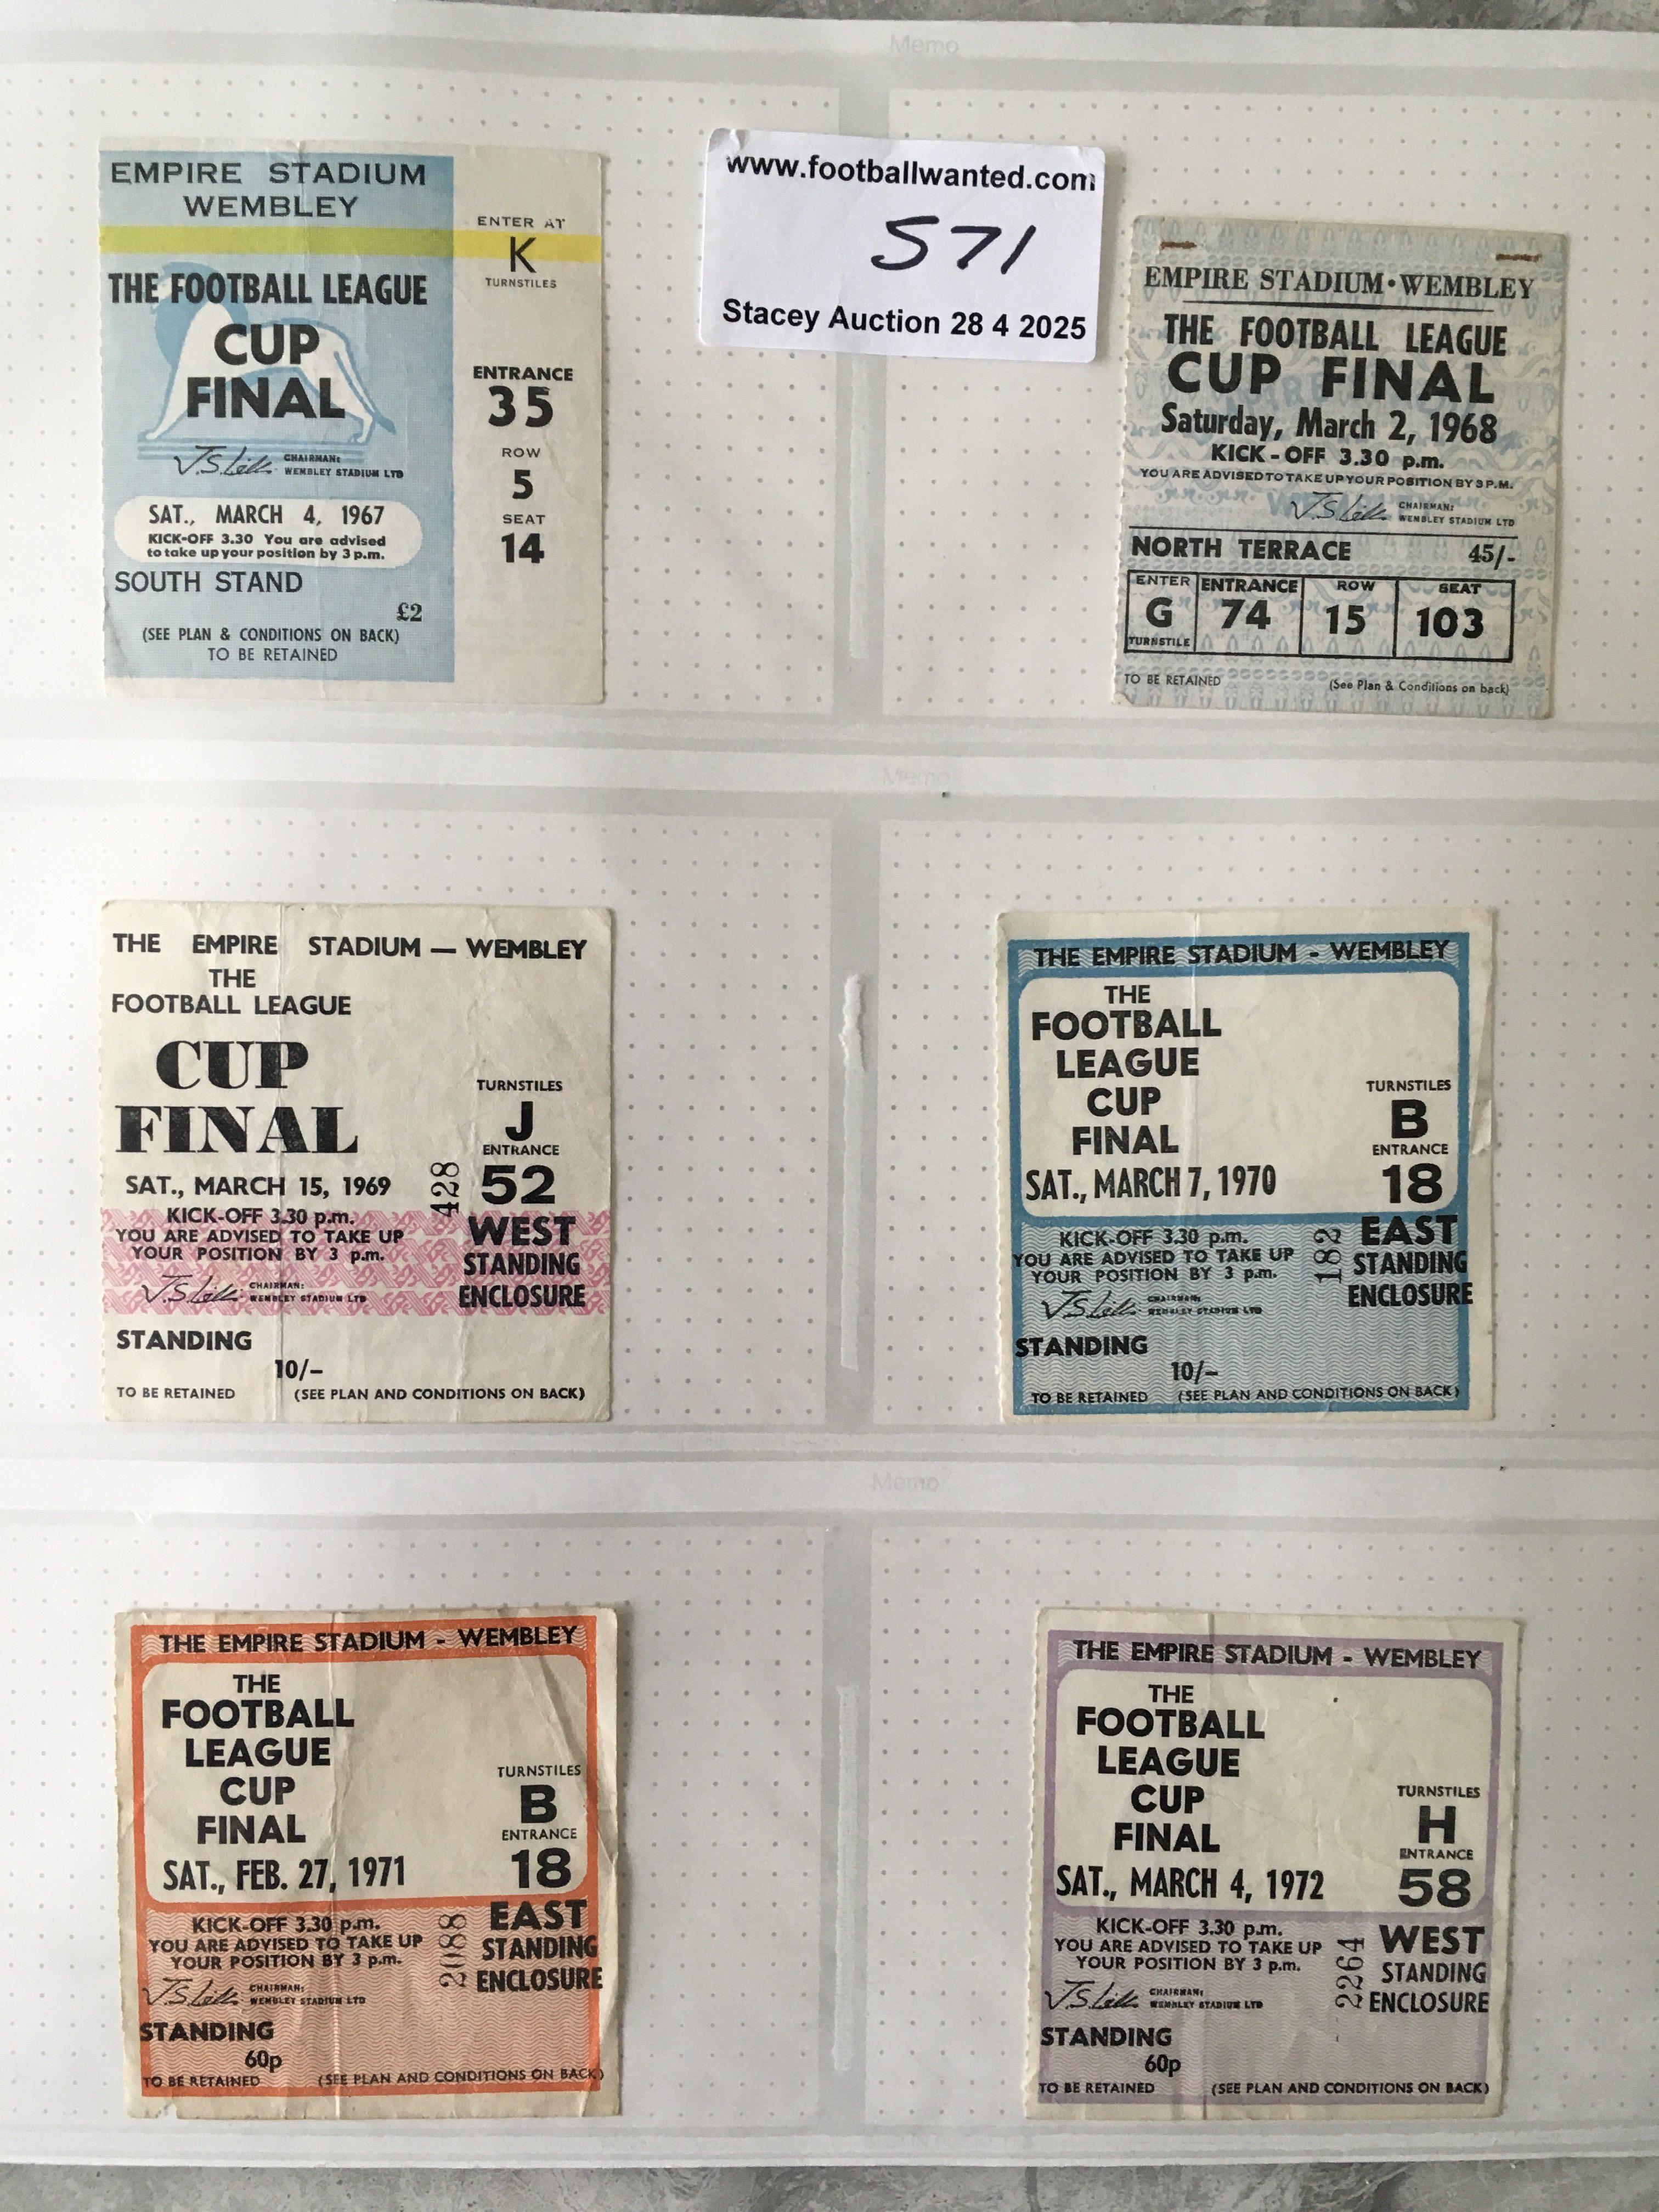 Memo
EMPIRE STADIUM
WEMBLEY
THE FOOTBALL LEAGUE
CUP
FINAL
CHAIRMAN:
WEMBLEY STADIUM LTD
SAT., MARCH 4, 1967
KICK-OFF 3.30 You are advised
to take up your position by 3 p.m.
SOUTH STAND
£2
(SEE PLAN & CONDITIONS ON BACK)
TO BE RETAINED
ENTER AT
K
TURNSTILES
ENTRANCE
35
ROW
5
SEAT
14
www.footballwanted.com
571
Stacey Auction 28 4 2025
EMPIRE STADIUM • WEMBLEY
THE FOOTBALL LEAGUE
CUP FINAL
Saturday, March 2, 1968
KICK - OFF 3.30 p.m.
YOU ARE ADVISED TO TAKE UP YOUR POSITION BY 3 P.M.
CHAIRMAN:
WEMBLEY STADIUM LTD
NORTH TERRACE 45/-
ENTER ENTRANCE ROW SEAT
G 74 15 103
TURNSTILE
TO BE RETAINED (See Plan & Conditions on back)
Memo
THE EMPIRE STADIUM — WEMBLEY
THE
FOOTBALL LEAGUE
CUP
FINAL
SAT., MARCH 15, 1969
KICK-OFF 3.30 p.m.
YOU ARE ADVISED TO TAKE UP
YOUR POSITION BY 3 p.m.
CHAIRMAN:
WEMBLEY STADIUM LTD
STANDING
10/-
TO BE RETAINED (SEE PLAN AND CONDITIONS ON BACK)
428
TURNSTILES
J
ENTRANCE
52
WEST
STANDING
ENCLOSURE
THE EMPIRE STADIUM - WEMBLEY
THE
FOOTBALL
LEAGUE
CUP
FINAL
SAT., MARCH 7, 1970
KICK-OFF 3.30 p.m.
YOU ARE ADVISED TO TAKE UP
YOUR POSITION BY 3 p.m.
CHAIRMAN:
WEMBLEY STADIUM LTD
STANDING
10/-
TO BE RETAINED (SEE PLAN AND CONDITIONS ON BACK)
182
TURNSTILES
B
ENTRANCE
18
EAST
STANDING
ENCLOSURE
Memo
THE EMPIRE STADIUM - WEMBLEY
THE
FOOTBALL
LEAGUE
CUP
FINAL
SAT., FEB. 27, 1971
KICK-OFF 3.30 p.m.
YOU ARE ADVISED TO TAKE UP
YOUR POSITION BY 3 p.m.
CHAIRMAN:
WEMBLEY STADIUM LTD
STANDING
60p
TO BE RETAINED (SEE PLAN AND CONDITIONS ON BACK)
2088
TURNSTILES
B
ENTRANCE
18
EAST
STANDING
ENCLOSURE
THE EMPIRE STADIUM - WEMBLEY
THE
FOOTBALL
LEAGUE
CUP
FINAL
SAT., MARCH 4, 1972
KICK-OFF 3.30 p.m.
YOU ARE ADVISED TO TAKE UP
YOUR POSITION BY 3 p.m.
CHAIRMAN:
WEMBLEY STADIUM LTD
STANDING
60p
TO BE RETAINED (SEE PLAN AND CONDITIONS ON BACK)
2264
TURNSTILES
H
ENTRANCE
58
WEST
STANDING
ENCLOSURE